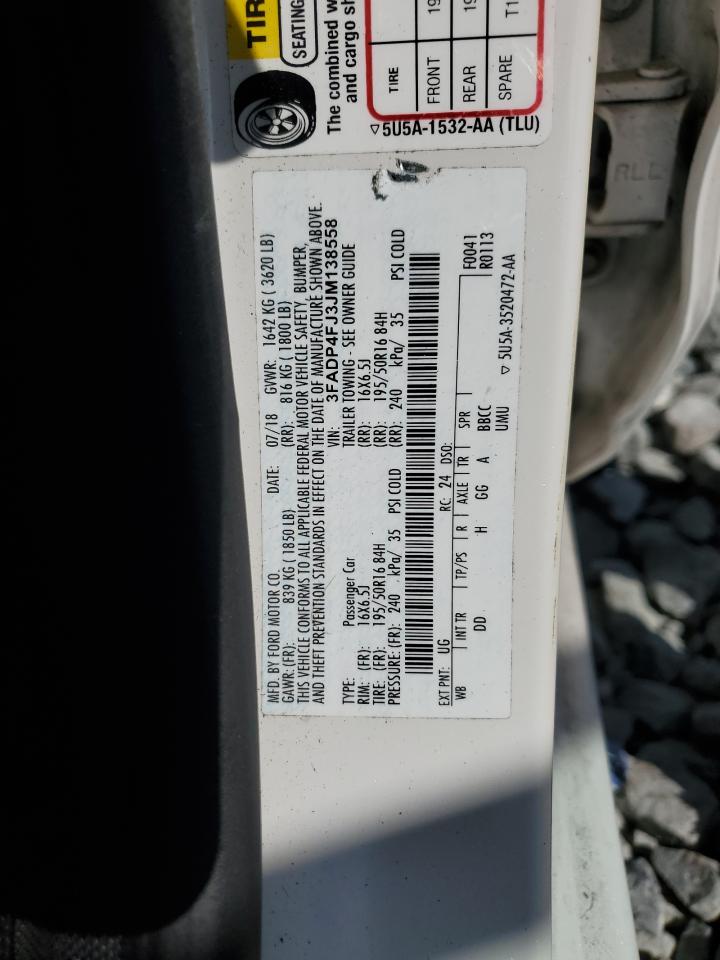 TIR
SEATING
The combined w
and cargo sh
TIRE
FRONT 19
REAR 19
SPARE T1
▽5U5A-1532-AA (TLU)
MFD. BY FORD MOTOR CO. DATE: 07/18 GVWR: 1642 KG ( 3620 LB)
GAWR: (FR): 839 KG (1850 LB) (RR): 816 KG ( 1800 LB)
THIS VEHICLE CONFORMS TO ALL APPLICABLE FEDERAL MOTOR VEHICLE SAFETY, BUMPER,
AND THEFT PREVENTION STANDARDS IN EFFECT ON THE DATE OF MANUFACTURE SHOWN ABOVE.
VIN: 3FADP4FJ3JM138558
TYPE: Passenger Car TRAILER TOWING - SEE OWNER GUIDE
RIM: (FR): 16X6.5J (RR): 16X6.5J
TIRE: (FR): 195/50R16 84H (RR): 195/50R16 84H
PRESSURE: (FR): 240 kPa/ 35 PSI COLD (RR): 240 kPa/ 35 PSI COLD
EXT PNT: UG RC: 24 DSO: F0041
WB INT TR TP/PS R AXLE TR SPR R0113
DD H GG A BBCC
UMU ▽ 5U5A-3520472-AA